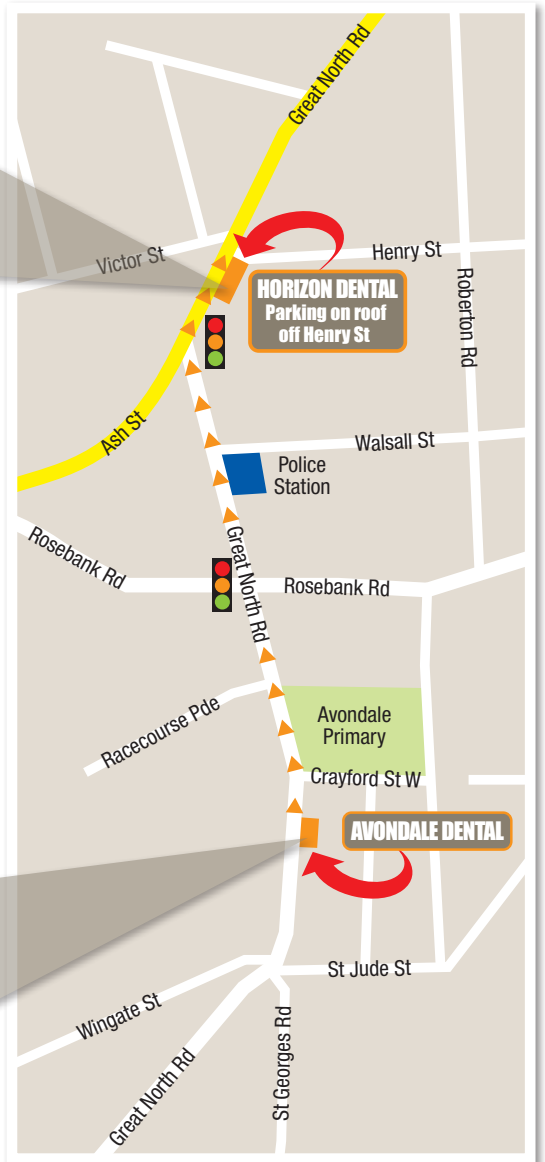 Great North Rd
Victor St
Henry St
HORIZON DENTAL
Parking on roof
off Henry St
Roberton Rd
Ash St
Walsall St
Police
Station
Rosebank Rd
Great North Rd
Rosebank Rd
Racecourse Pde
Avondale
Primary
Crayford St W
AVONDALE DENTAL
St Jude St
Wingate St
Great North Rd
St Georges Rd